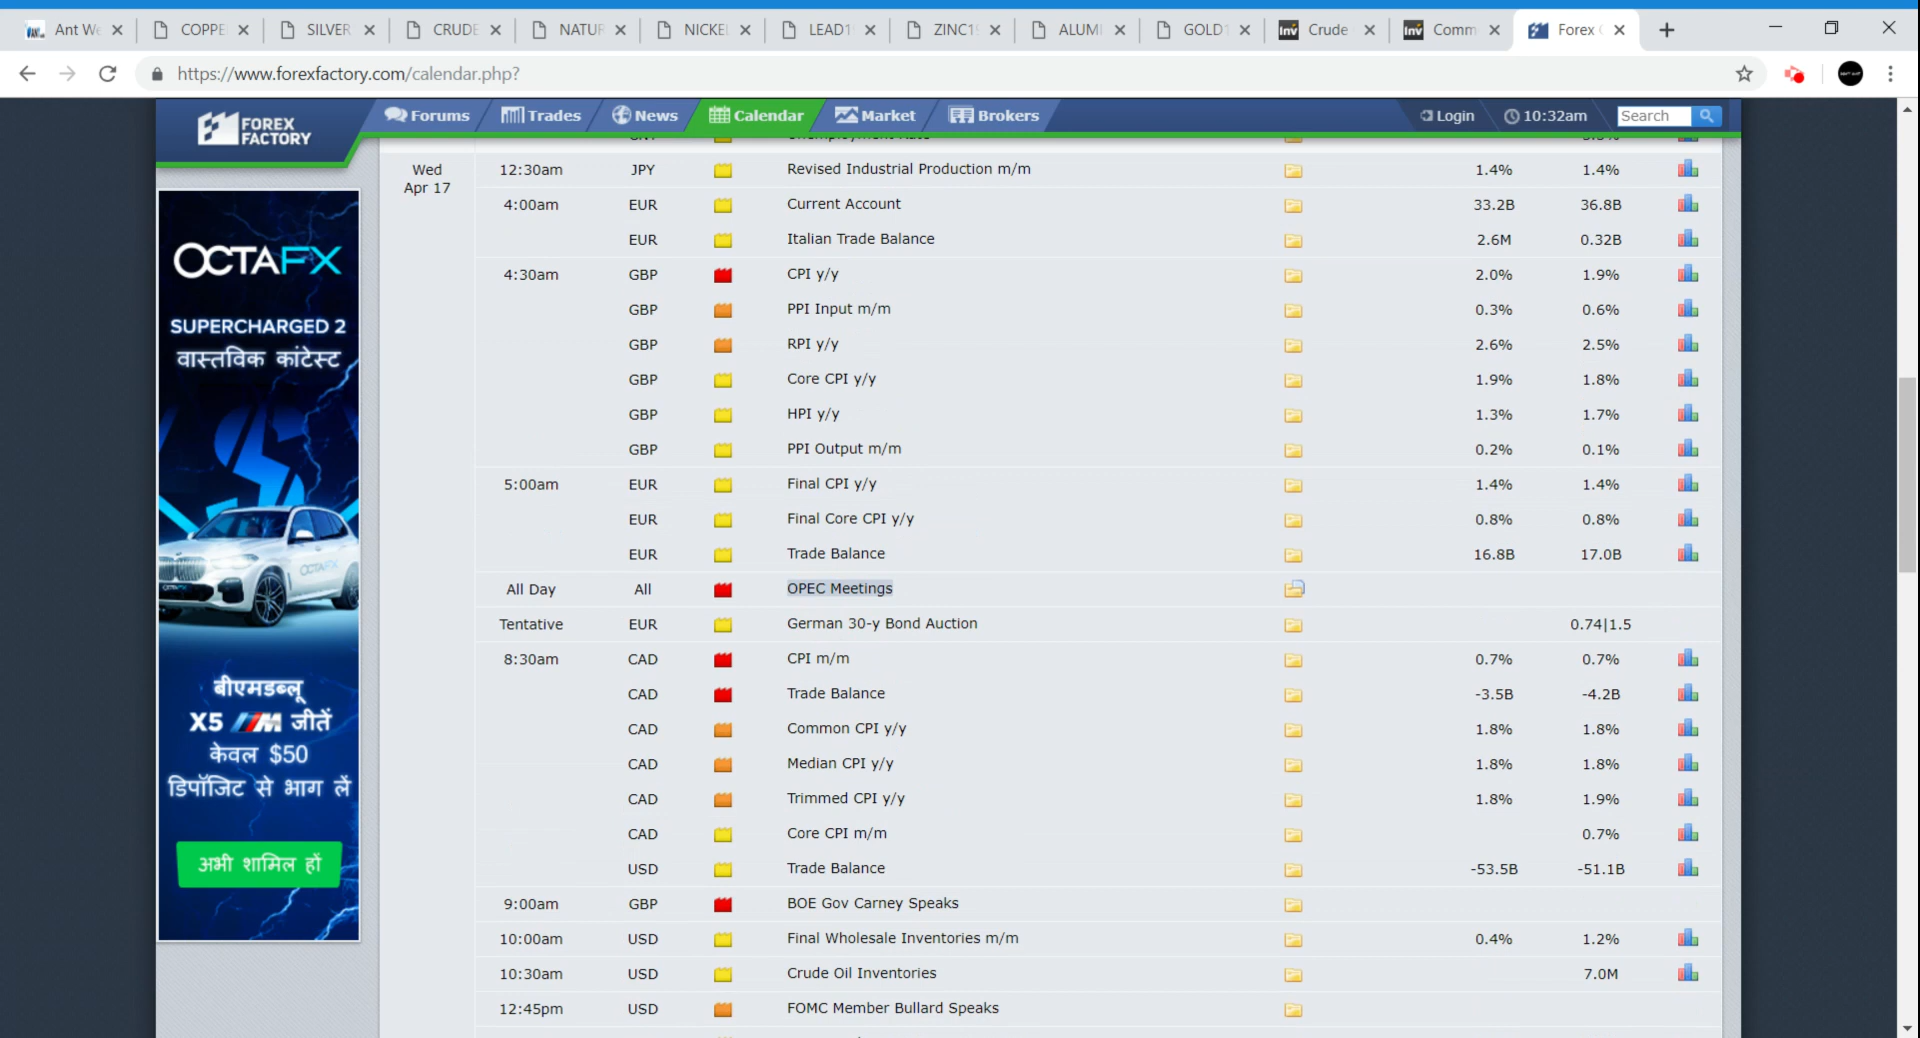 Ant We
COPPE
SILVER
CRUDE
NATUR
NICKEL
LEAD1
ZINC1
ALUMI
GOLD1
Inv Crude
Inv Comm
Forex
https://www.forexfactory.com/calendar.php?
FOREX FACTORY
Forums Trades News Calendar Market Brokers
Login 10:32am Search
Wed Apr 17 12:30am JPY Revised Industrial Production m/m 1.4% 1.4%
4:00am EUR Current Account 33.2B 36.8B
EUR Italian Trade Balance 2.6M 0.32B
4:30am GBP CPI y/y 2.0% 1.9%
GBP PPI Input m/m 0.3% 0.6%
GBP RPI y/y 2.6% 2.5%
GBP Core CPI y/y 1.9% 1.8%
GBP HPI y/y 1.3% 1.7%
GBP PPI Output m/m 0.2% 0.1%
5:00am EUR Final CPI y/y 1.4% 1.4%
EUR Final Core CPI y/y 0.8% 0.8%
EUR Trade Balance 16.8B 17.0B
All Day All OPEC Meetings
Tentative EUR German 30-y Bond Auction 0.74|1.5
8:30am CAD CPI m/m 0.7% 0.7%
CAD Trade Balance -3.5B -4.2B
CAD Common CPI y/y 1.8% 1.8%
CAD Median CPI y/y 1.8% 1.8%
CAD Trimmed CPI y/y 1.8% 1.9%
CAD Core CPI m/m 0.7%
USD Trade Balance -53.5B -51.1B
9:00am GBP BOE Gov Carney Speaks
10:00am USD Final Wholesale Inventories m/m 0.4% 1.2%
10:30am USD Crude Oil Inventories 7.0M
12:45pm USD FOMC Member Bullard Speaks
OCTAFX
SUPERCHARGED 2
वास्तविक कांटेस्ट
OCTAFX
बीएमडब्लू
X5 M जीतें
केवल $50
डिपॉजिट से भाग लें
अभी शामिल हों